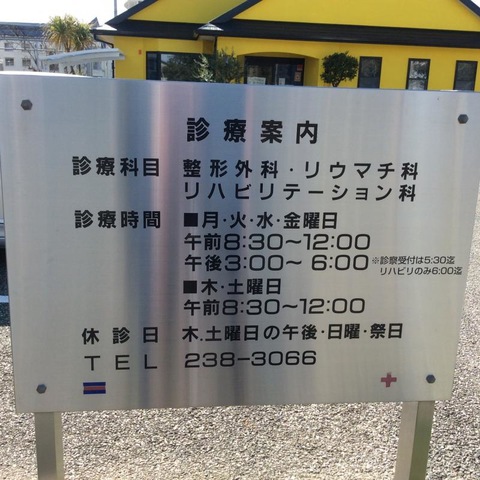 診療案内
診療科目 整形外科・リウマチ科
リハビリテーション科
診療時間 ■月・火・水・金曜日
午前8:30～12:00
午後3:00～6:00 ※診察受付は5:30迄
リハビリのみ6:00迄
■木・土曜日
午前8:30～12:00
休診日 木.土曜日の午後・日曜・祭日
TEL 238-3066